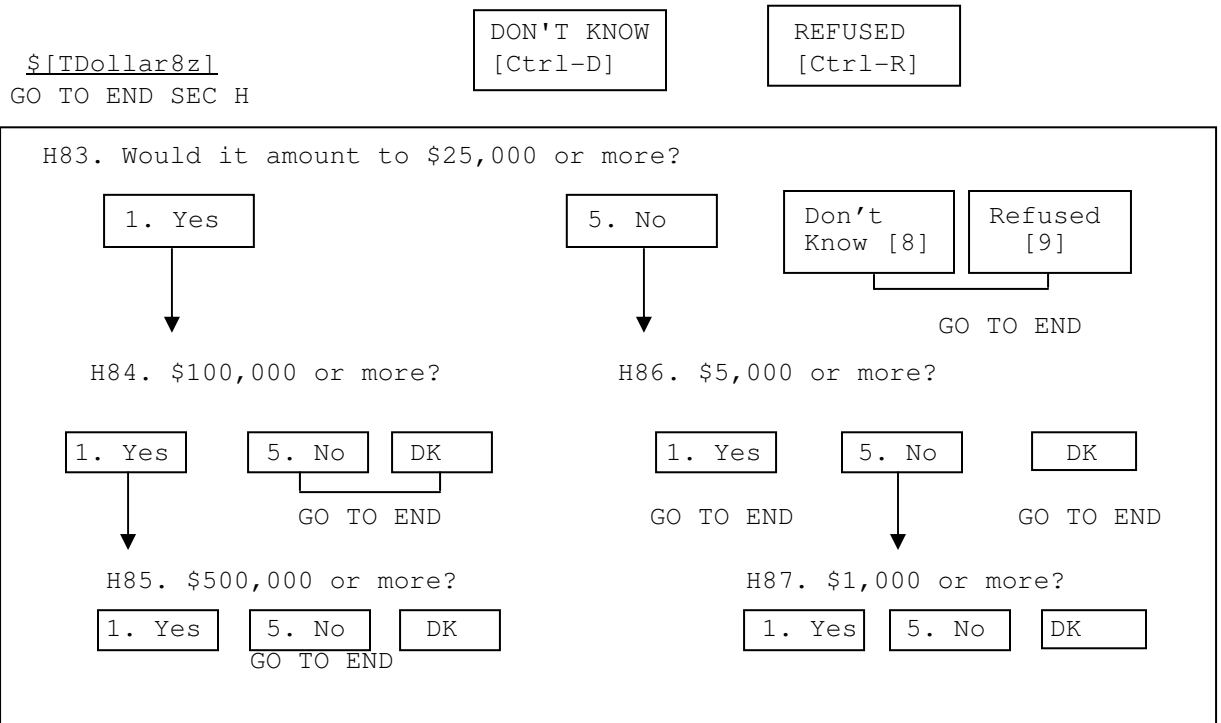 DON'T KNOW
[Ctrl-D]
REFUSED
[Ctrl-R]
$[TDollar8z]
GO TO END SEC H
H83. Would it amount to $25,000 or more?
1. Yes
5. No
Don't
Know [8]
Refused
[9]
GO TO END
H84. $100,000 or more?
H86. $5,000 or more?
1. Yes
5. No
DK
1. Yes
5. No
DK
GO TO END
GO TO END
GO TO END
H85. $500,000 or more?
H87. $1,000 or more?
1. Yes
5. No
DK
1. Yes
5. No
DK
GO TO END